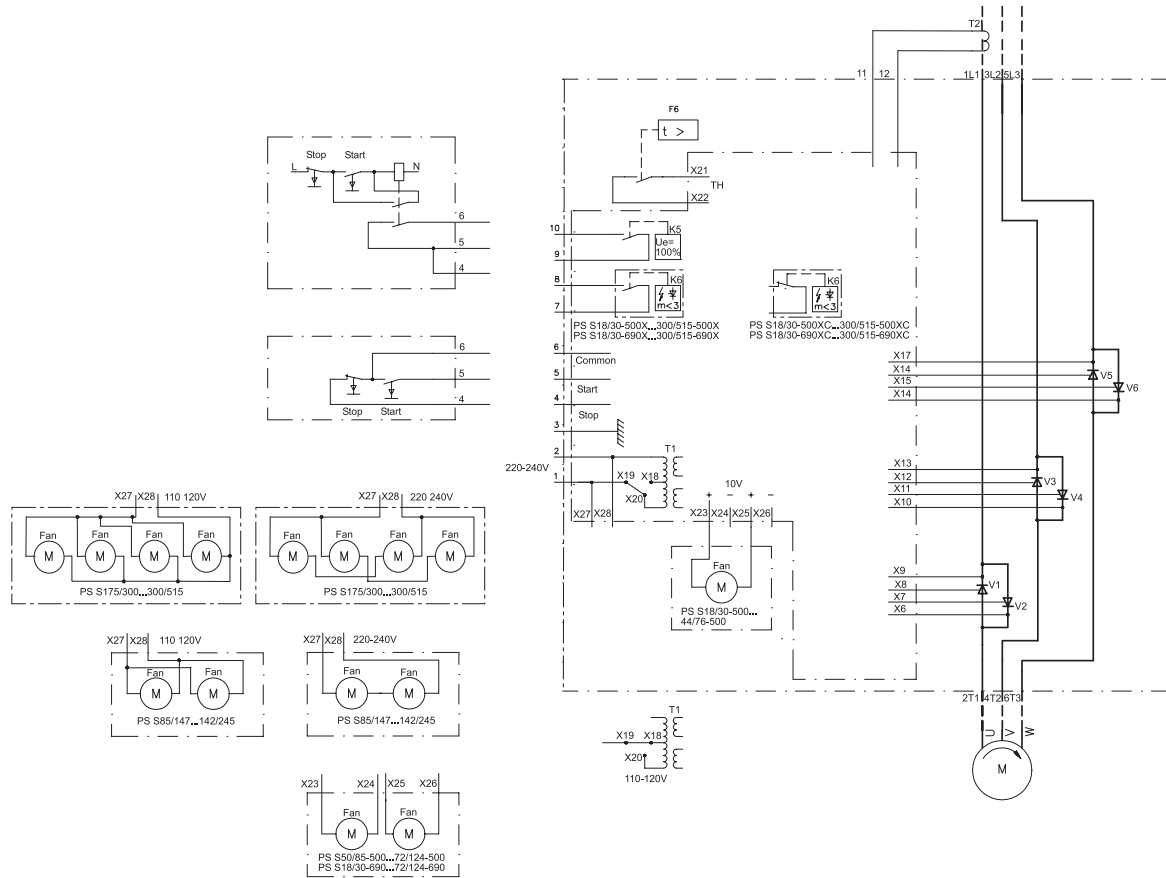 T2
11 12
1L1 3L2 5L3
F6
t >
X21
TH
X22
Stop Start
L N
6
5
4
10
9
8
7
6
5
4
3
2
1
K5
Ue=
100%
K6
m<3
K6
m<3
PS S18/30-500X...300/515-500X
PS S18/30-690X...300/515-690X
PS S18/30-500XC...300/515-500XC
PS S18/30-690XC...300/515-690XC
6
5
4
Stop Start
Common
Start
Stop
220-240V
T1
X19 X18
X20
X27 X28
10V
+ - + -
X23 X24 X25 X26
Fan
M
PS S18/30-500...
44/76-500
X17
X14
X15
X14
V5
V6
X13
X12
X11
X10
V3
V4
X9
X8
X7
X6
V1
V2
X27 X28 110 120V
Fan Fan Fan Fan
M M M M
PS S175/300...300/515
X27 X28 220 240V
Fan Fan Fan Fan
M M M M
PS S175/300...300/515
X27 X28 110 120V
Fan Fan
M M
PS S85/147...142/245
X27 X28 220-240V
Fan Fan
M M
PS S85/147...142/245
T1
X19 X18
X20
110-120V
2T1 4T2 6T3
U V W
M
X23 X24 X25 X26
Fan Fan
M M
PS S50/85-500...72/124-500
PS S18/30-690...72/124-690